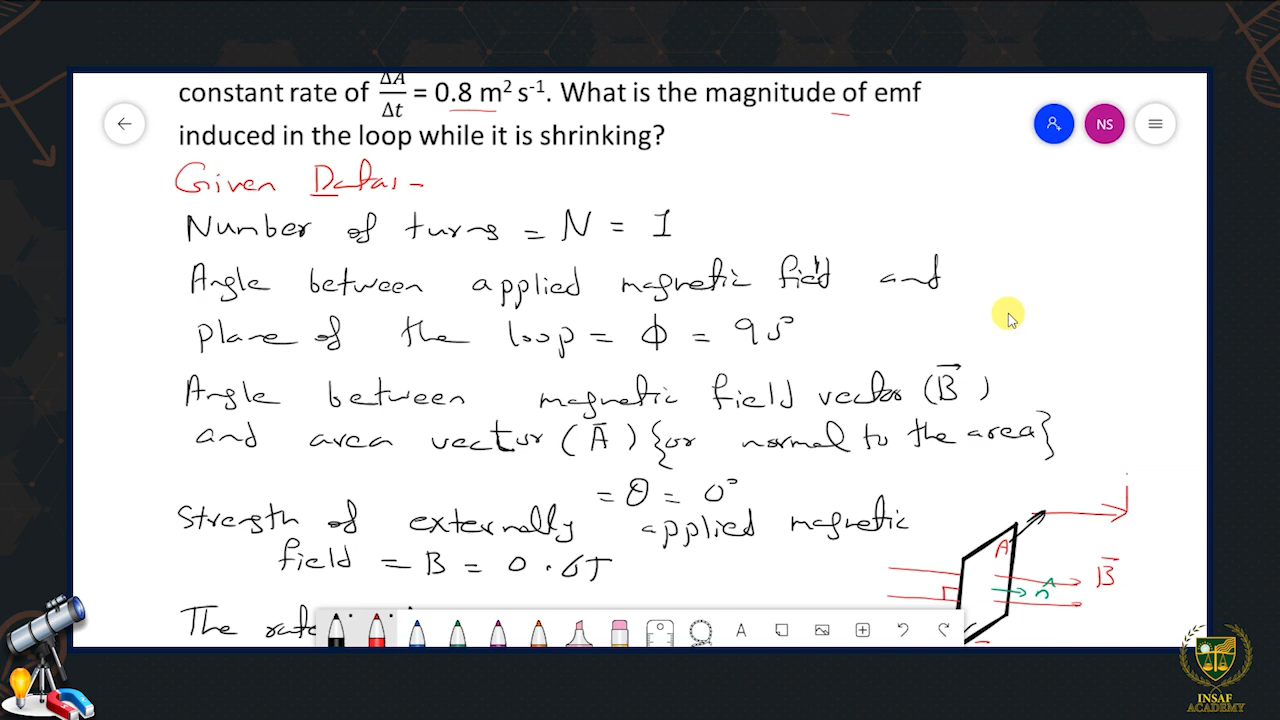 constant rate of ΔA/Δt = 0.8 m² s⁻¹. What is the magnitude of emf
induced in the loop while it is shrinking?
NS
Given Data:-
Number of turns = N = 1
Angle between applied magnetic field and
plane of the loop = ϕ = 90°
Angle between magnetic field vector (B⃗)
and area vector (A⃗) {or normal to the area}
= θ = 0°
Strength of externally applied magnetic
field = B = 0.6T
A
B⃗
n̂
The rate
A
INSAF
ACADEMY